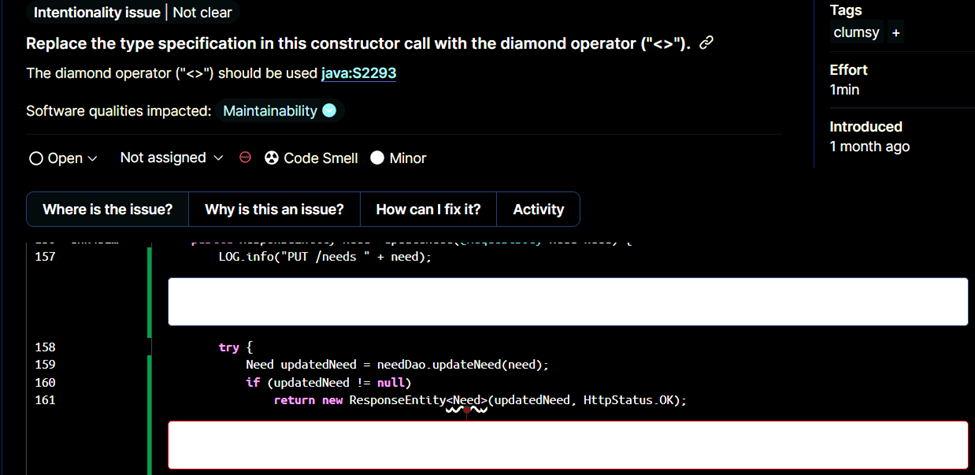 Intentionality issue | Not clear
Replace the type specification in this constructor call with the diamond operator ("<>").
The diamond operator ("<>") should be used java:S2293
Software qualities impacted: Maintainability
Open Not assigned Code Smell Minor
Where is the issue? Why is this an issue? How can I fix it? Activity
157 LOG.info("PUT /needs " + need);
158 try {
159 Need updatedNeed = needDao.updateNeed(need);
160 if (updatedNeed != null)
161 return new ResponseEntity<Need>(updatedNeed, HttpStatus.OK);
Tags
clumsy +
Effort
1min
Introduced
1 month ago